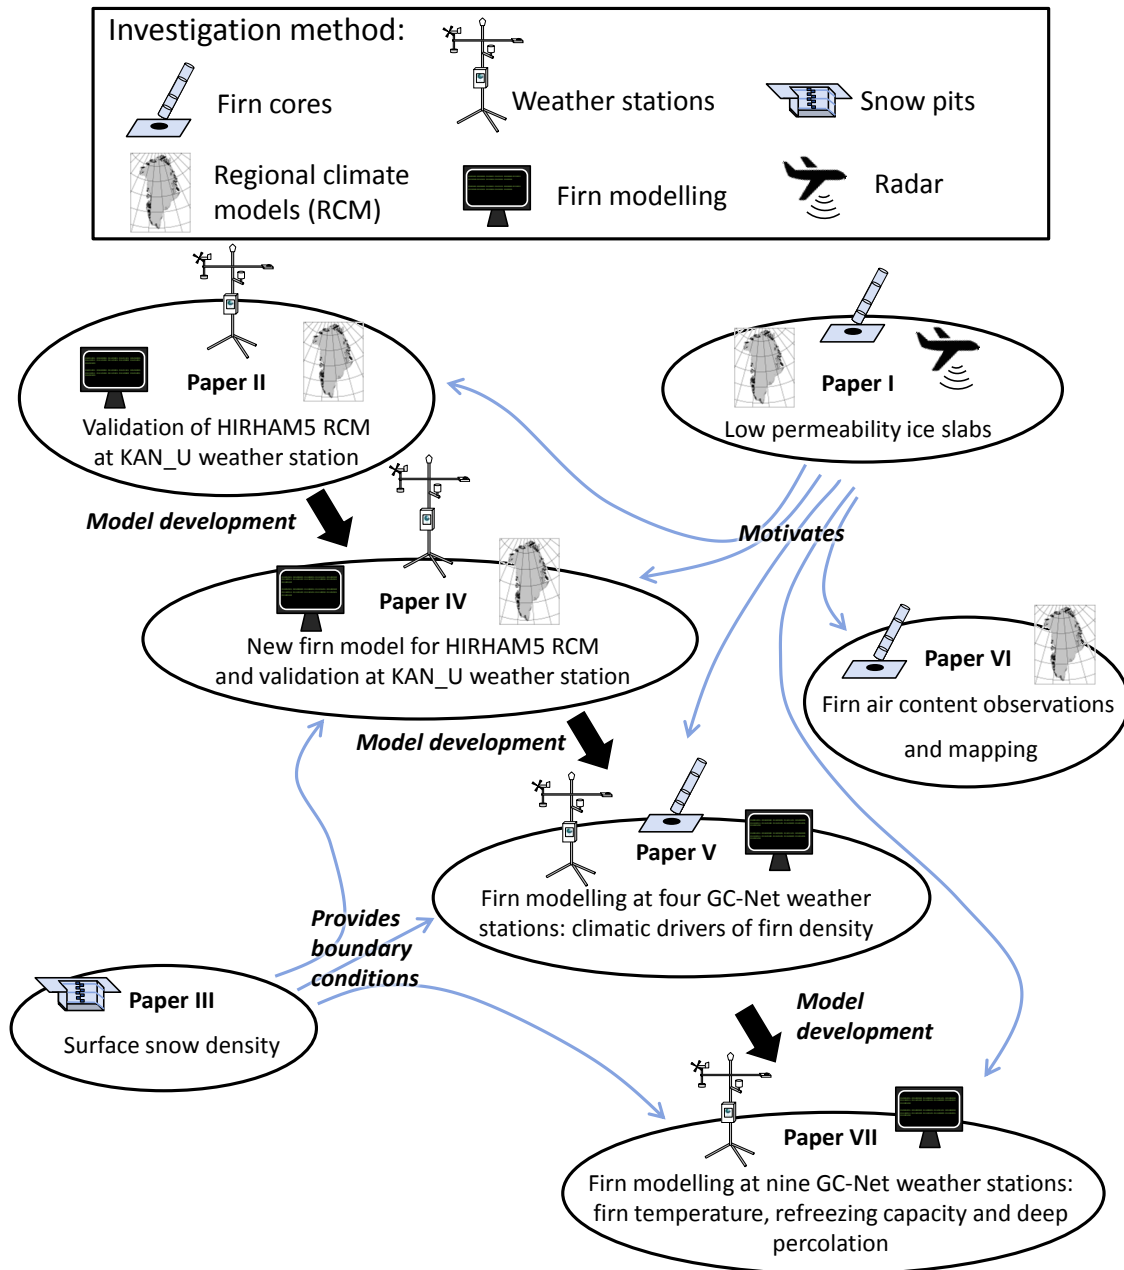 Investigation method:
Firn cores
Weather stations
Snow pits
Regional climate
models (RCM)
Firn modelling
Radar
Paper II
Validation of HIRHAM5 RCM
at KAN_U weather station
Paper I
Low permeability ice slabs
Model development
Motivates
Paper IV
New firn model for HIRHAM5 RCM
and validation at KAN_U weather station
Paper VI
Firn air content observations
and mapping
Model development
Paper V
Firn modelling at four GC-Net weather
stations: climatic drivers of firn density
Provides
boundary
conditions
Paper III
Surface snow density
Model
development
Paper VII
Firn modelling at nine GC-Net weather stations:
firn temperature, refreezing capacity and deep
percolation